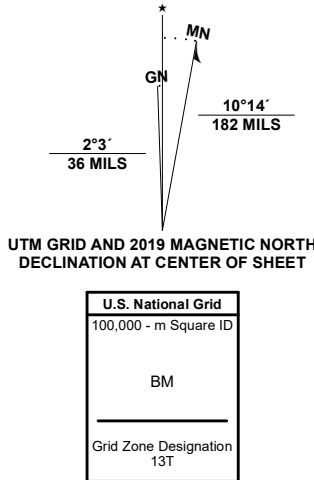 ★
MN
GN
10°14´
182 MILS
2°3´
36 MILS
UTM GRID AND 2019 MAGNETIC NORTH
DECLINATION AT CENTER OF SHEET
U.S. National Grid
100,000 - m Square ID
BM
Grid Zone Designation
13T